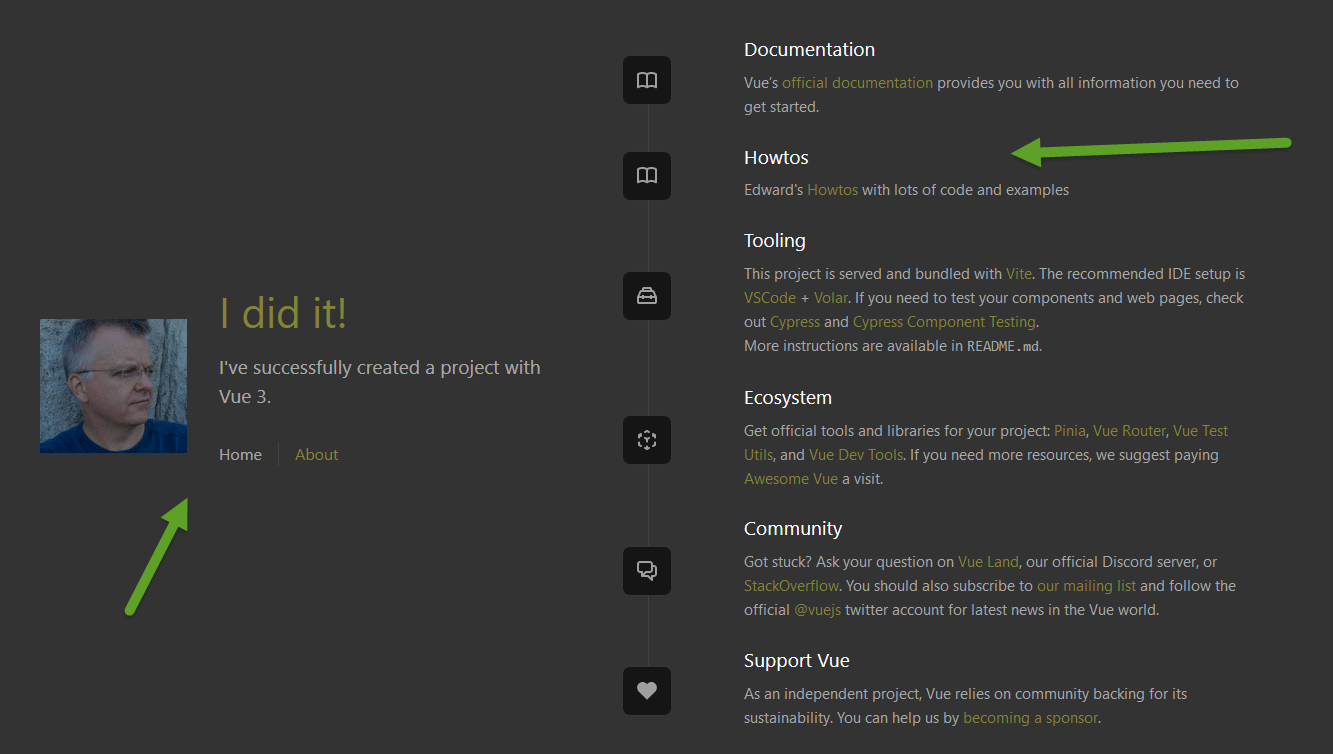 I did it!
I've successfully created a project with
Vue 3.
Home
About
Documentation
Vue’s official documentation provides you with all information you need to
get started.
Howtos
Edward's Howtos with lots of code and examples
Tooling
This project is served and bundled with Vite. The recommended IDE setup is
VSCode + Volar. If you need to test your components and web pages, check
out Cypress and Cypress Component Testing.
More instructions are available in README.md.
Ecosystem
Get official tools and libraries for your project: Pinia, Vue Router, Vue Test
Utils, and Vue Dev Tools. If you need more resources, we suggest paying
Awesome Vue a visit.
Community
Got stuck? Ask your question on Vue Land, our official Discord server, or
StackOverflow. You should also subscribe to our mailing list and follow the
official @vuejs twitter account for latest news in the Vue world.
Support Vue
As an independent project, Vue relies on community backing for its
sustainability. You can help us by becoming a sponsor.